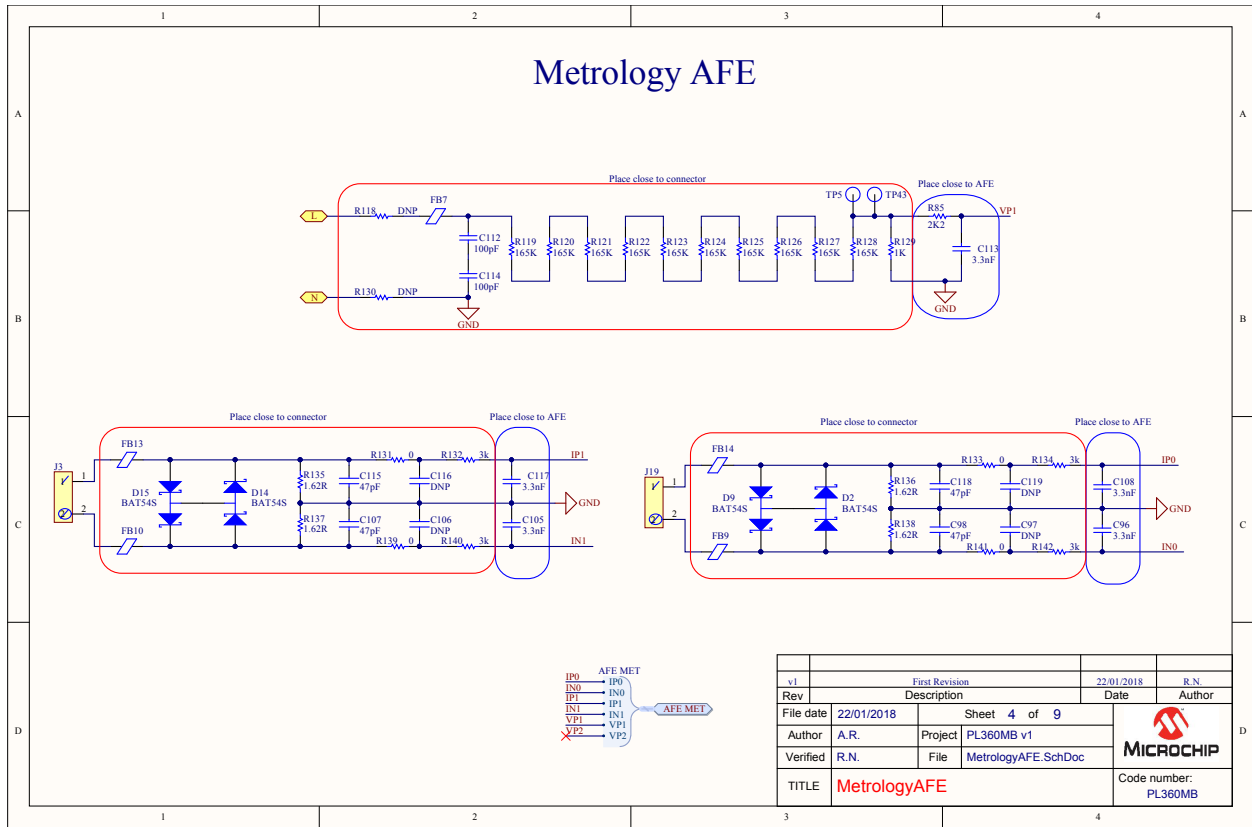 1 2 3 4
Metrology AFE
A A
Place close to connector
Place close to AFE
L R118 DNP FB7
TP5 TP43
R85
2K2
VP1
C112
100pF
C114
100pF
R119
165K
R120
165K
R121
165K
R122
165K
R123
165K
R124
165K
R125
165K
R126
165K
R127
165K
R128
165K
R129
1K
C113
3.3nF
N R130 DNP
GND
GND
B B
Place close to connector
Place close to AFE
J3
1
2
FB13
FB10
D15
BAT54S
D14
BAT54S
R135
1.62R
R137
1.62R
C115
47pF
C107
47pF
R131 0
R132 3k
C116
DNP
C106
DNP
R139 0
R140 3k
C117
3.3nF
C105
3.3nF
IP1
GND
IN1
Place close to connector
Place close to AFE
J19
1
2
FB14
FB9
D9
BAT54S
D2
BAT54S
R136
1.62R
R138
1.62R
C118
47pF
C98
47pF
R133 0
R134 3k
C119
DNP
C97
DNP
R141 0
R142 3k
C108
3.3nF
C96
3.3nF
IP0
GND
IN0
C C
AFE MET
IP0 IP0
IN0 IN0
IP1 IP1
IN1 IN1
VP1 VP1
VP2 VP2
AFE MET
D D
v1 First Revision 22/01/2018 R.N.
Rev Description Date Author
File date 22/01/2018 Sheet 4 of 9
Author A.R. Project PL360MB v1
Verified R.N. File MetrologyAFE.SchDoc
TITLE MetrologyAFE
MICROCHIP
Code number:
PL360MB
1 2 3 4